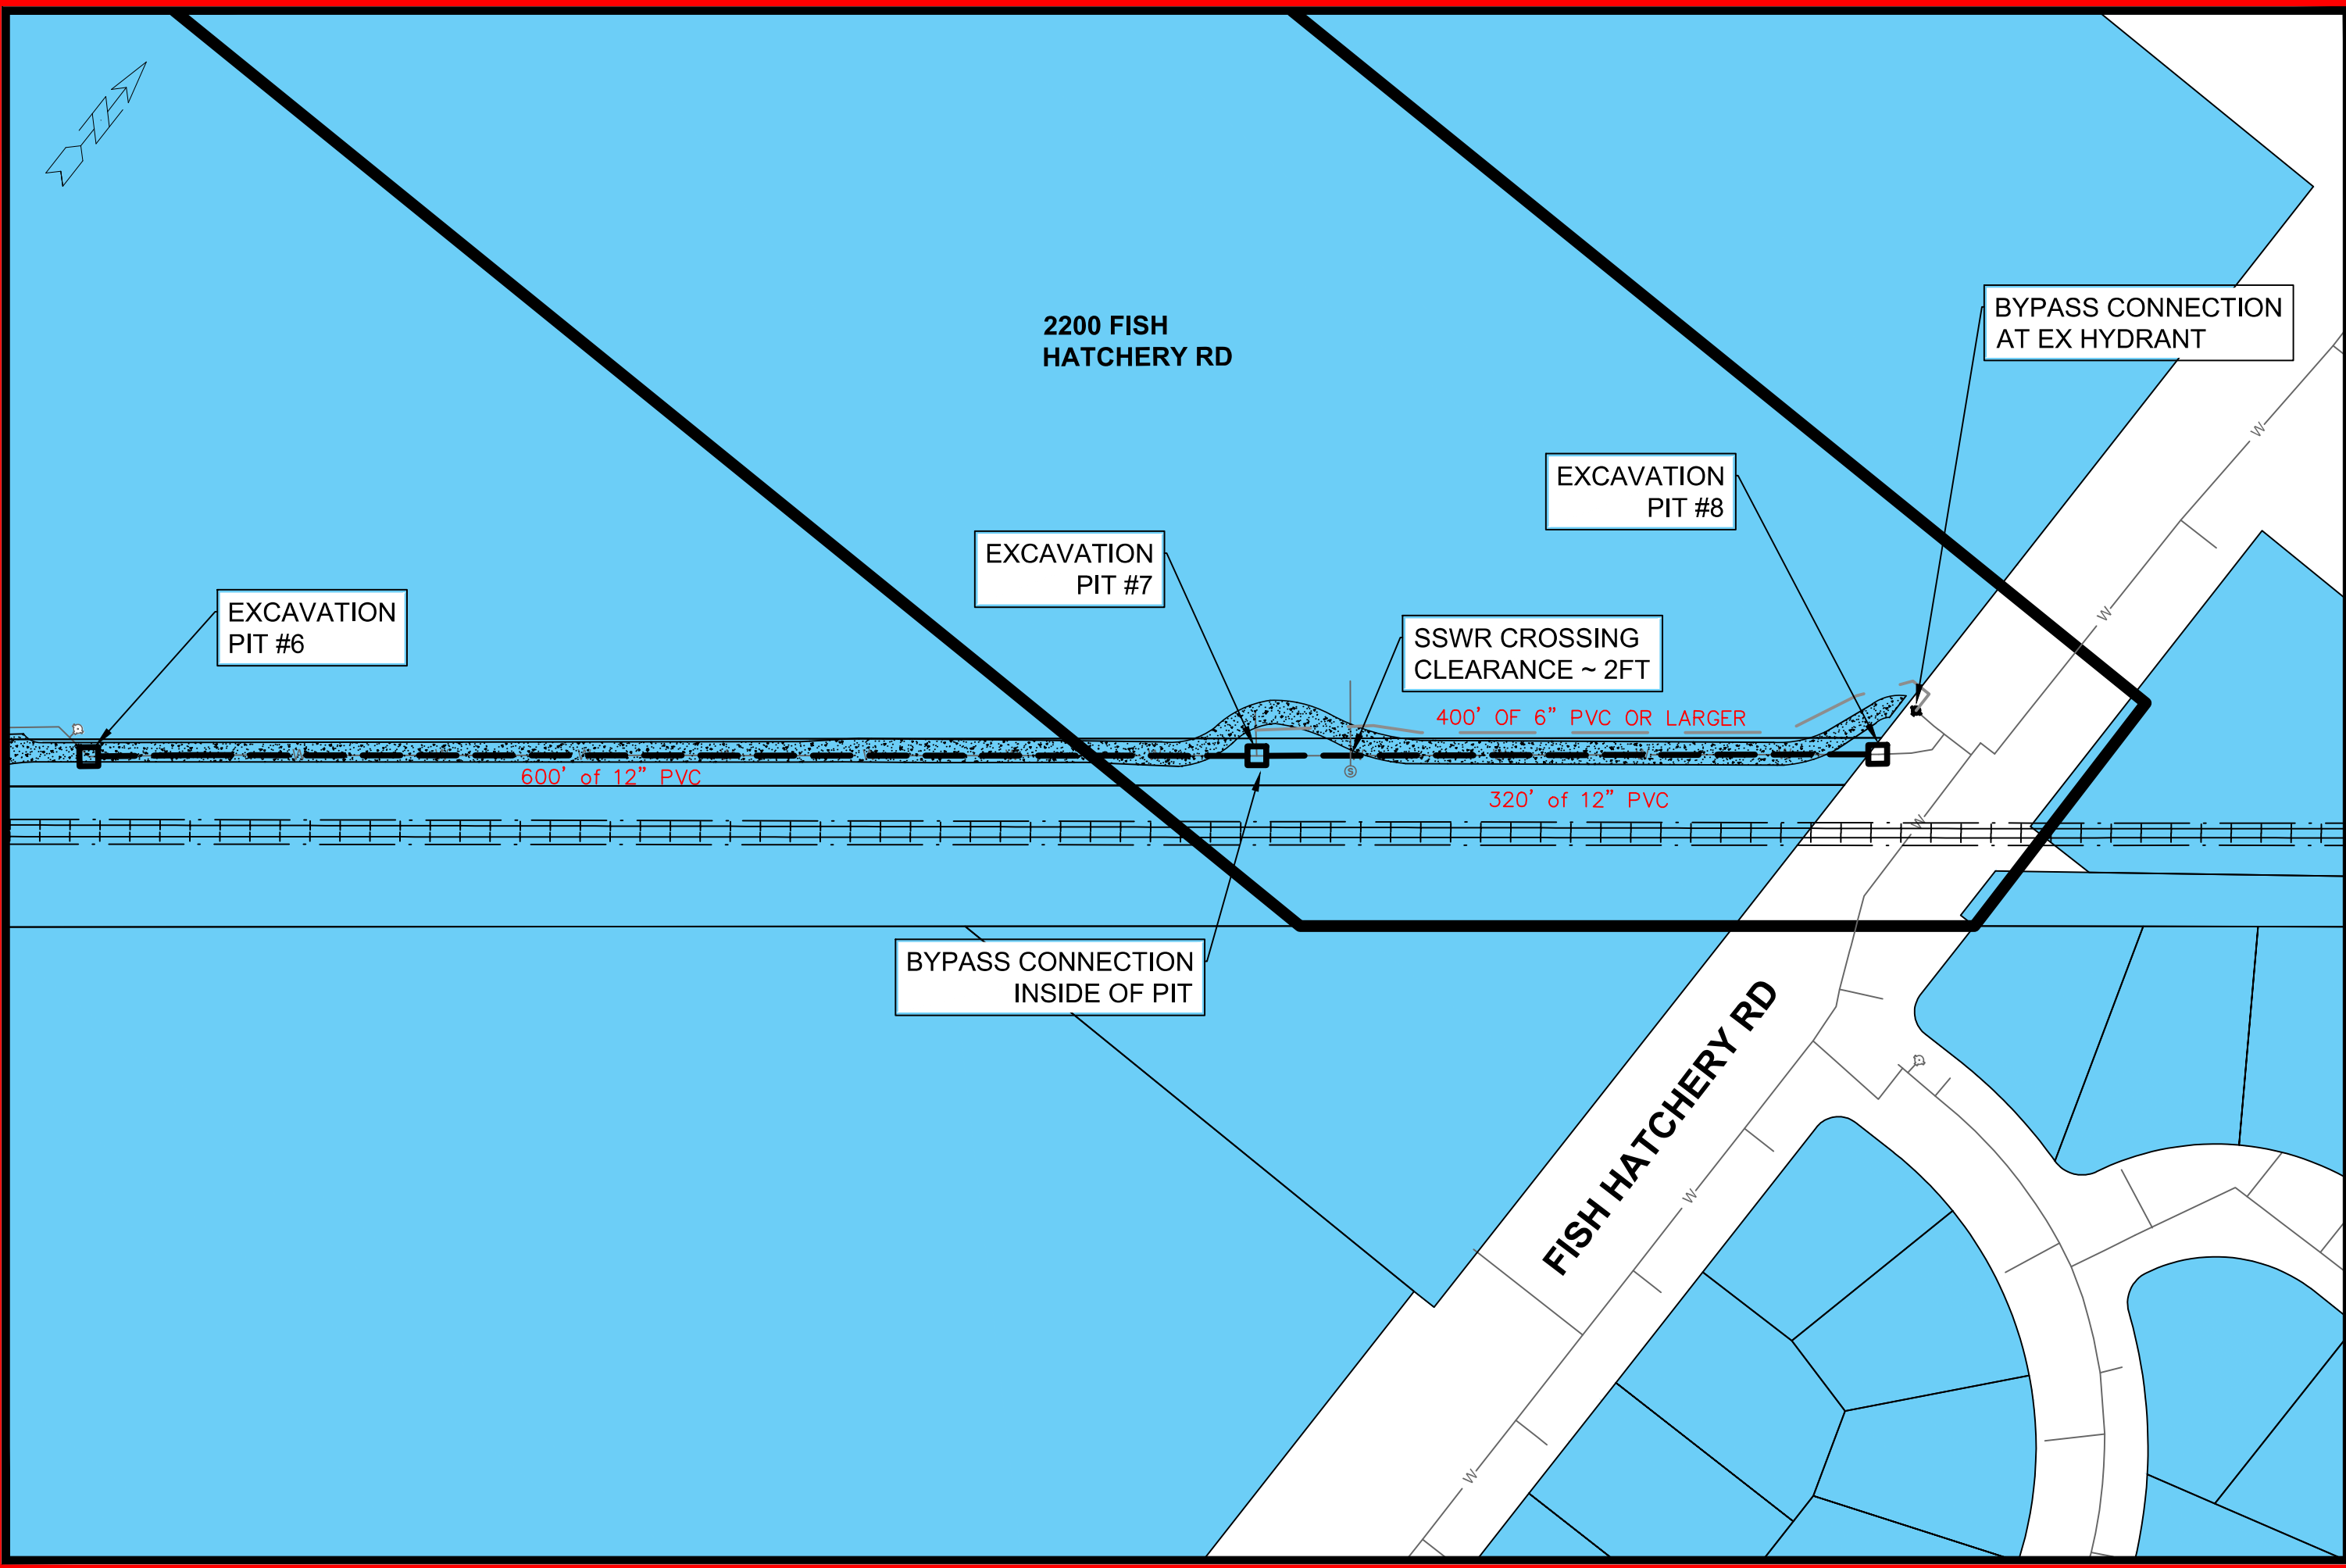 2200 FISH
HATCHERY RD
BYPASS CONNECTION
AT EX HYDRANT
W
EXCAVATION
PIT #8
EXCAVATION
PIT #7
EXCAVATION
PIT #6
W
SSWR CROSSING
CLEARANCE ~ 2FT
400' OF 6" PVC OR LARGER
600' of 12" PVC
S
320' of 12" PVC
W
BYPASS CONNECTION
INSIDE OF PIT
FISH HATCHERY RD
W
W